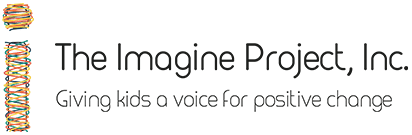 The Imagine Project, Inc.
Giving kids a voice for positive change